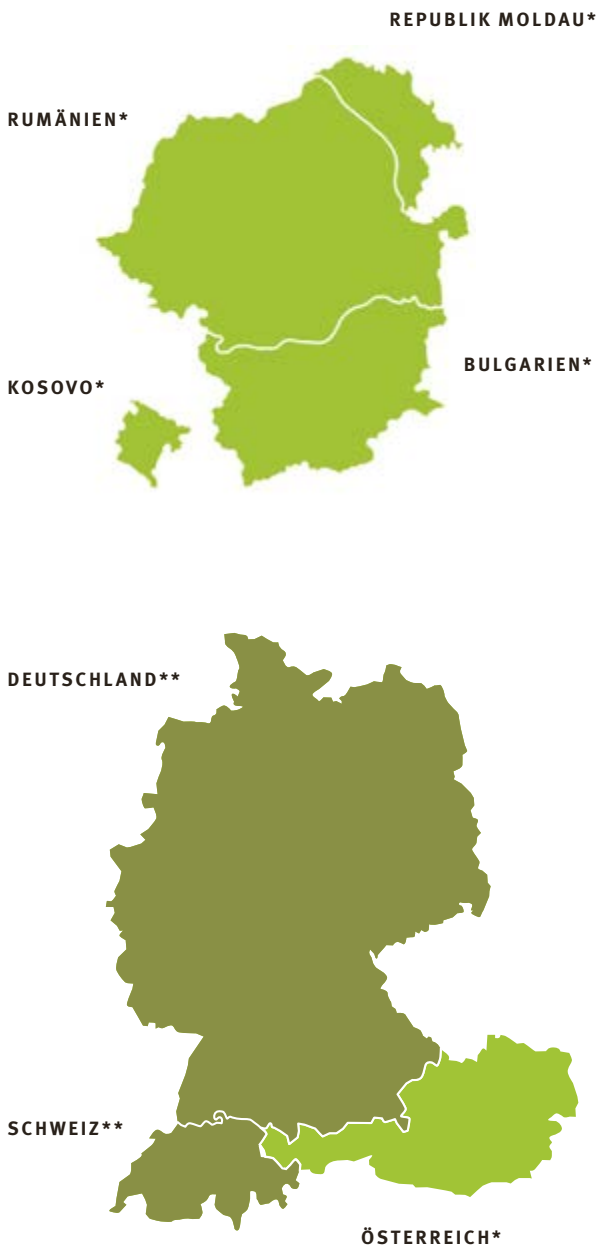 REPUBLIK MOLDAU*
RUMÄNIEN*
BULGARIEN*
KOSOVO*
DEUTSCHLAND**
SCHWEIZ**
ÖSTERREICH*